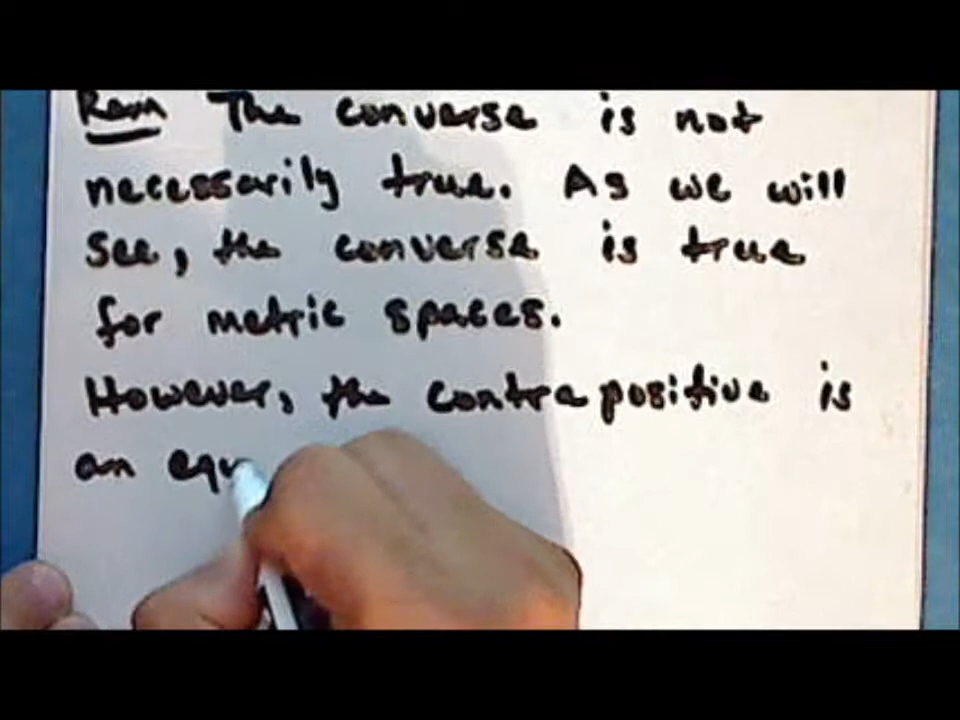 Rem The converse is not
necessarily true. As we will
see, the converse is true
for metric spaces.
However, the contrapositive is
an equ